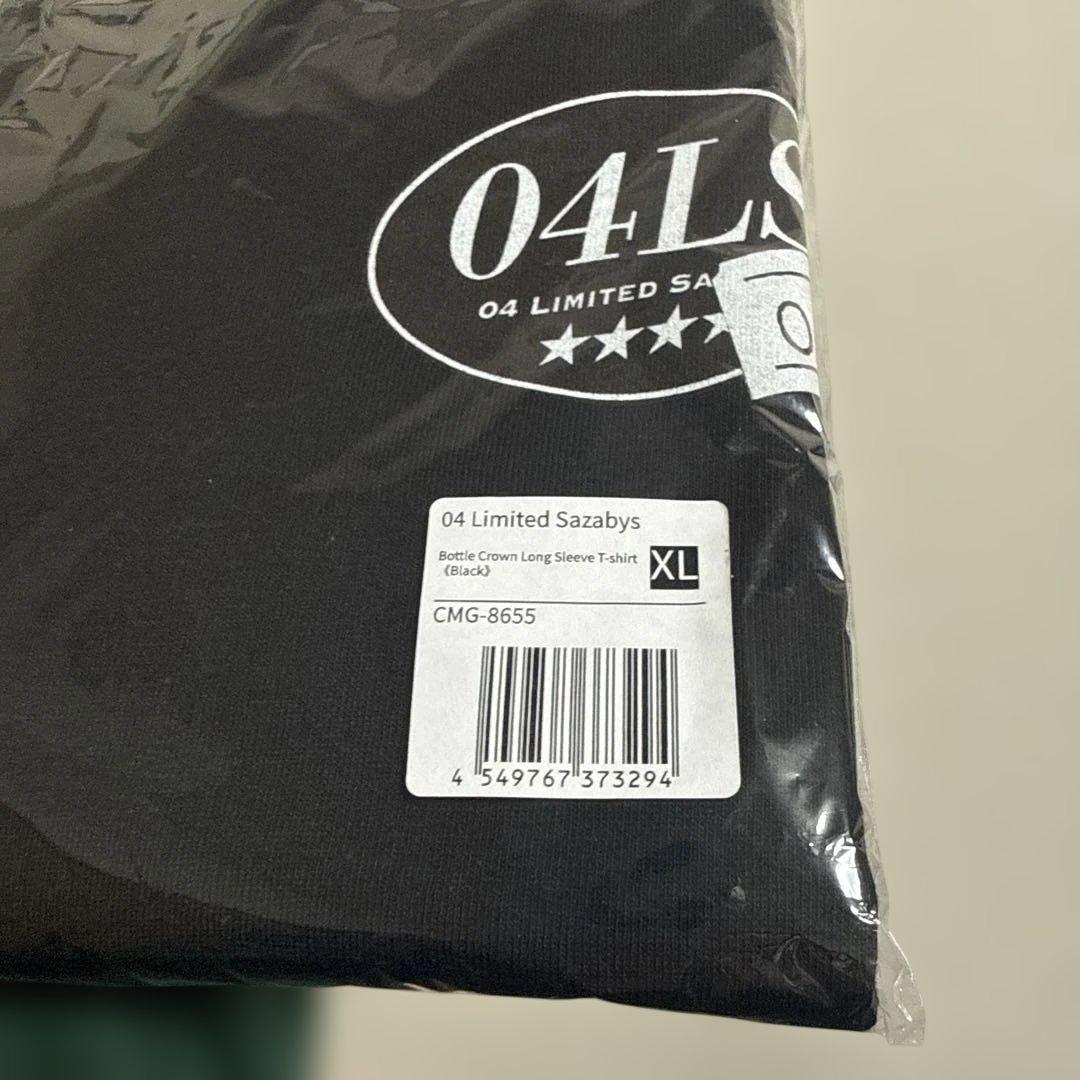 04LS
04 LIMITED SA
04 Limited Sazabys
Bottle Crown Long Sleeve T-shirt
《Black》
XL
CMG-8655
4 549767 373294